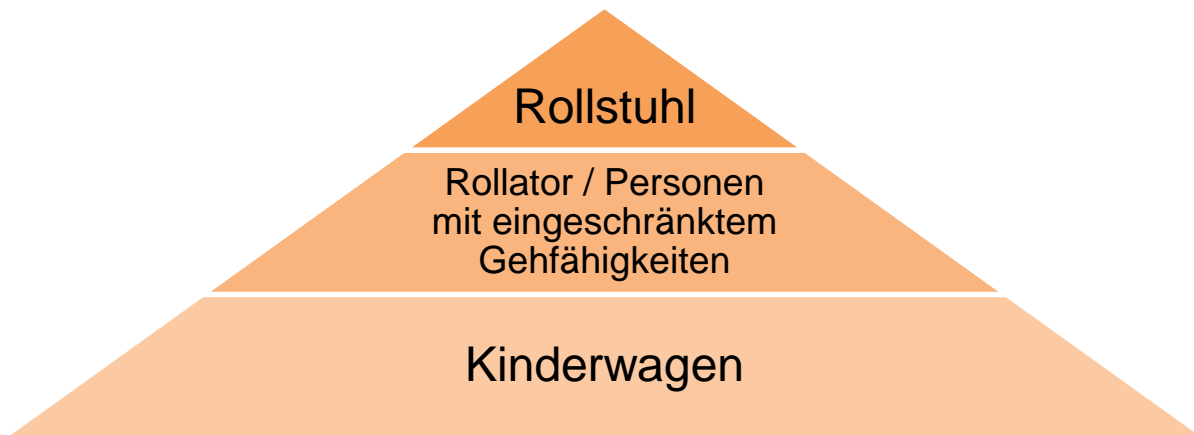 Rollstuhl
Rollator / Personen
mit eingeschränktem
Gehfähigkeiten
Kinderwagen